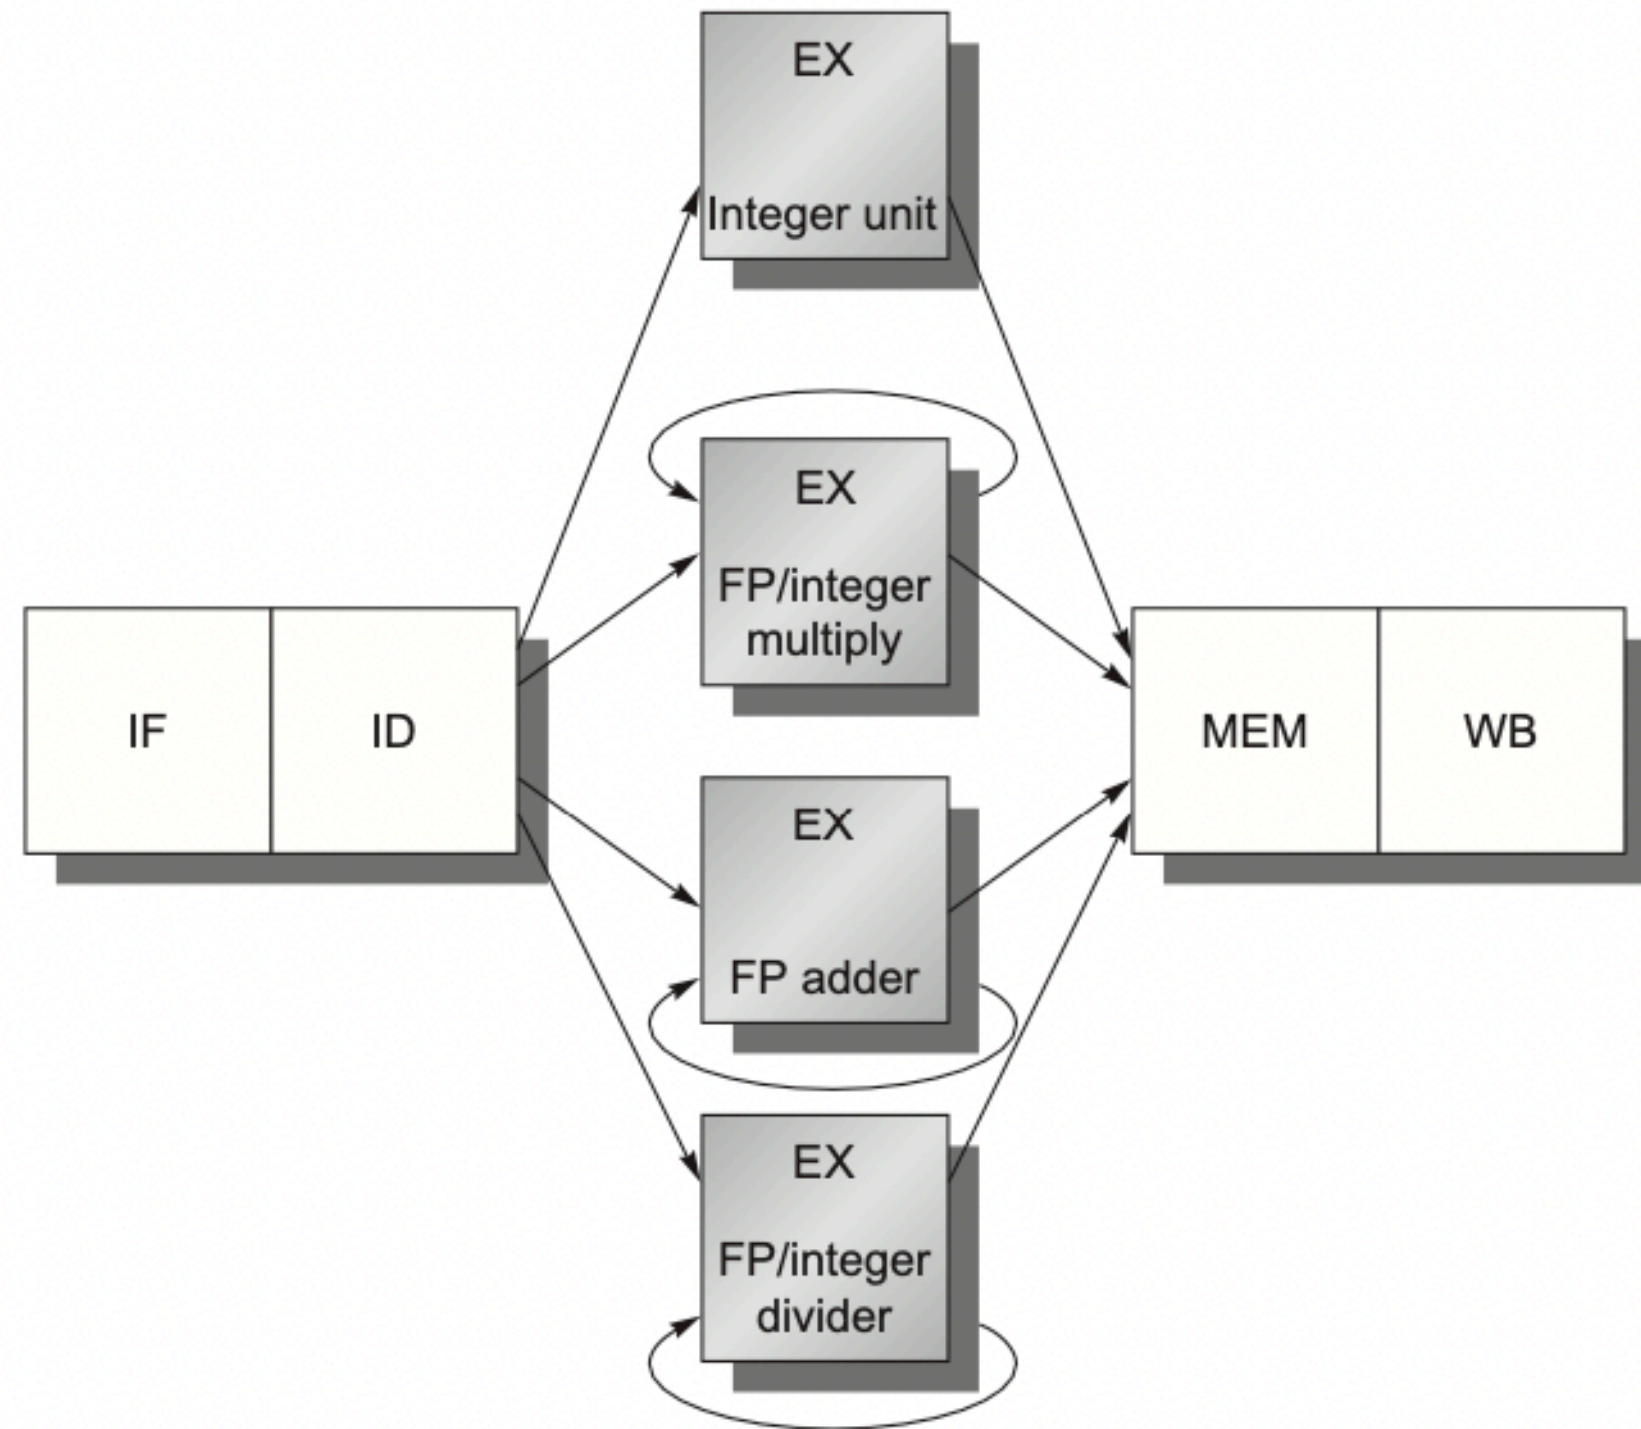 EX
Integer unit
EX
FP/integer
multiply
IF
ID
MEM
WB
EX
FP adder
EX
FP/integer
divider